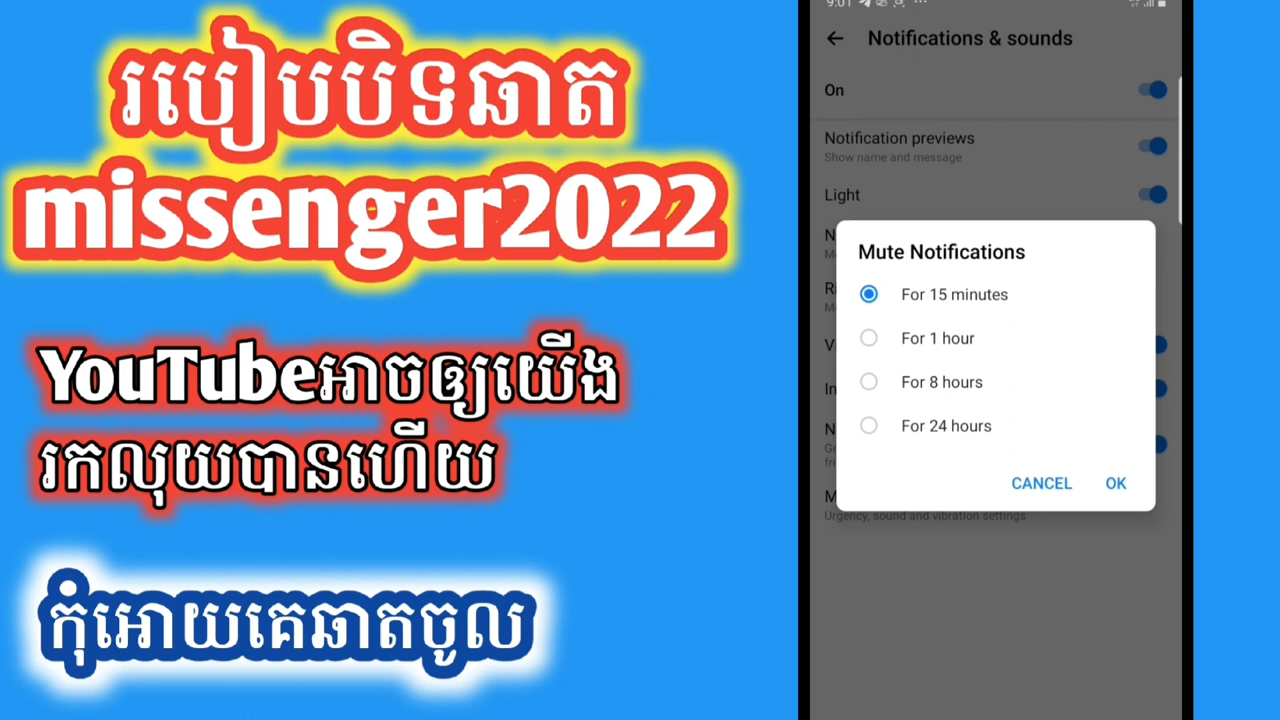 របៀបបិទឆាត
missenger2022
YouTubeអាចឲ្យយើង
រកលុយបានហើយ
កុំអោយគេឆាតចូល
9:01
Notifications & sounds
On
Notification previews
Show name and message
Light
Mute Notifications
For 15 minutes
For 1 hour
For 8 hours
For 24 hours
CANCEL OK
Urgency, sound and vibration settings